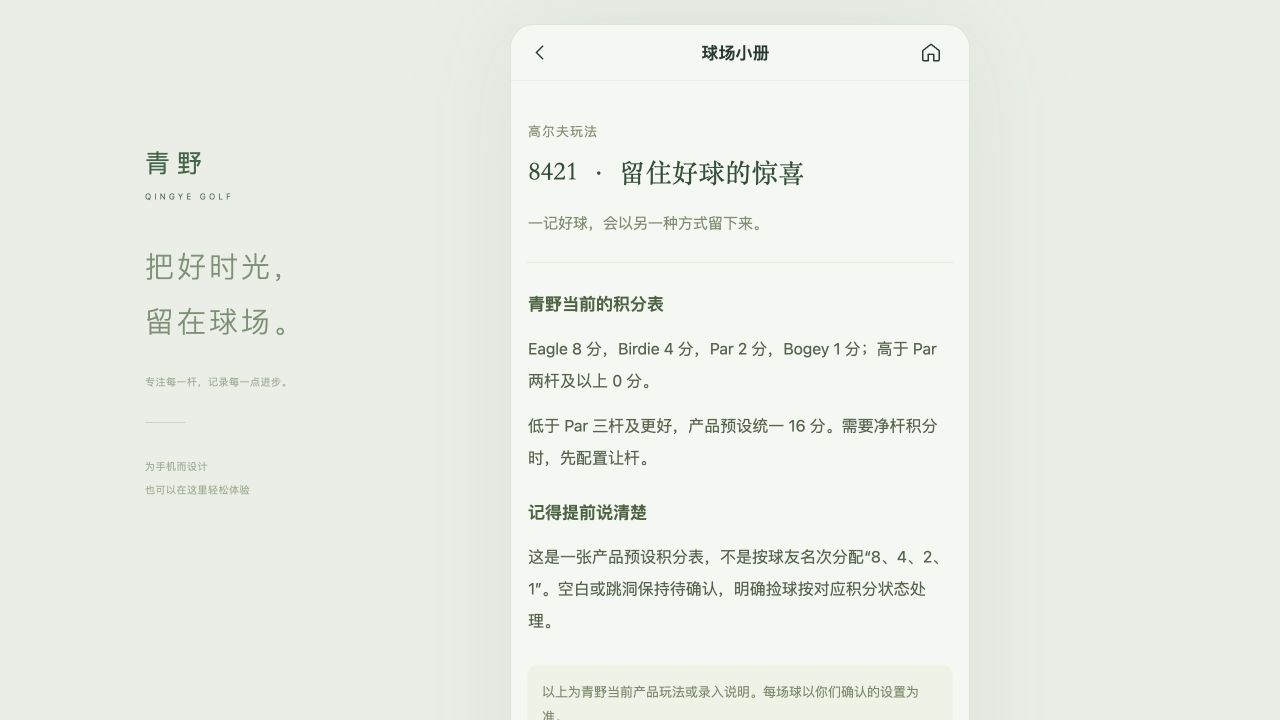 青野
QINGYE GOLF
把好时光，
留在球场。
专注每一杆，记录每一点进步。
为手机而设计
也可以在这里轻松体验
球场小册
高尔夫玩法
8421 · 留住好球的惊喜
一记好球，会以另一种方式留下来。
青野当前的积分表
Eagle 8 分，Birdie 4 分，Par 2 分，Bogey 1 分；高于 Par
两杆及以上 0 分。
低于 Par 三杆及更好，产品预设统一 16 分。需要净杆积分
时，先配置让杆。
记得提前说清楚
这是一张产品预设积分表，不是按球友名次分配“8、4、2、
1”。空白或跳洞保持待确认，明确捡球按对应积分状态处
理。
以上为青野当前产品玩法或录入说明。每场球以你们确认的设置为
准。